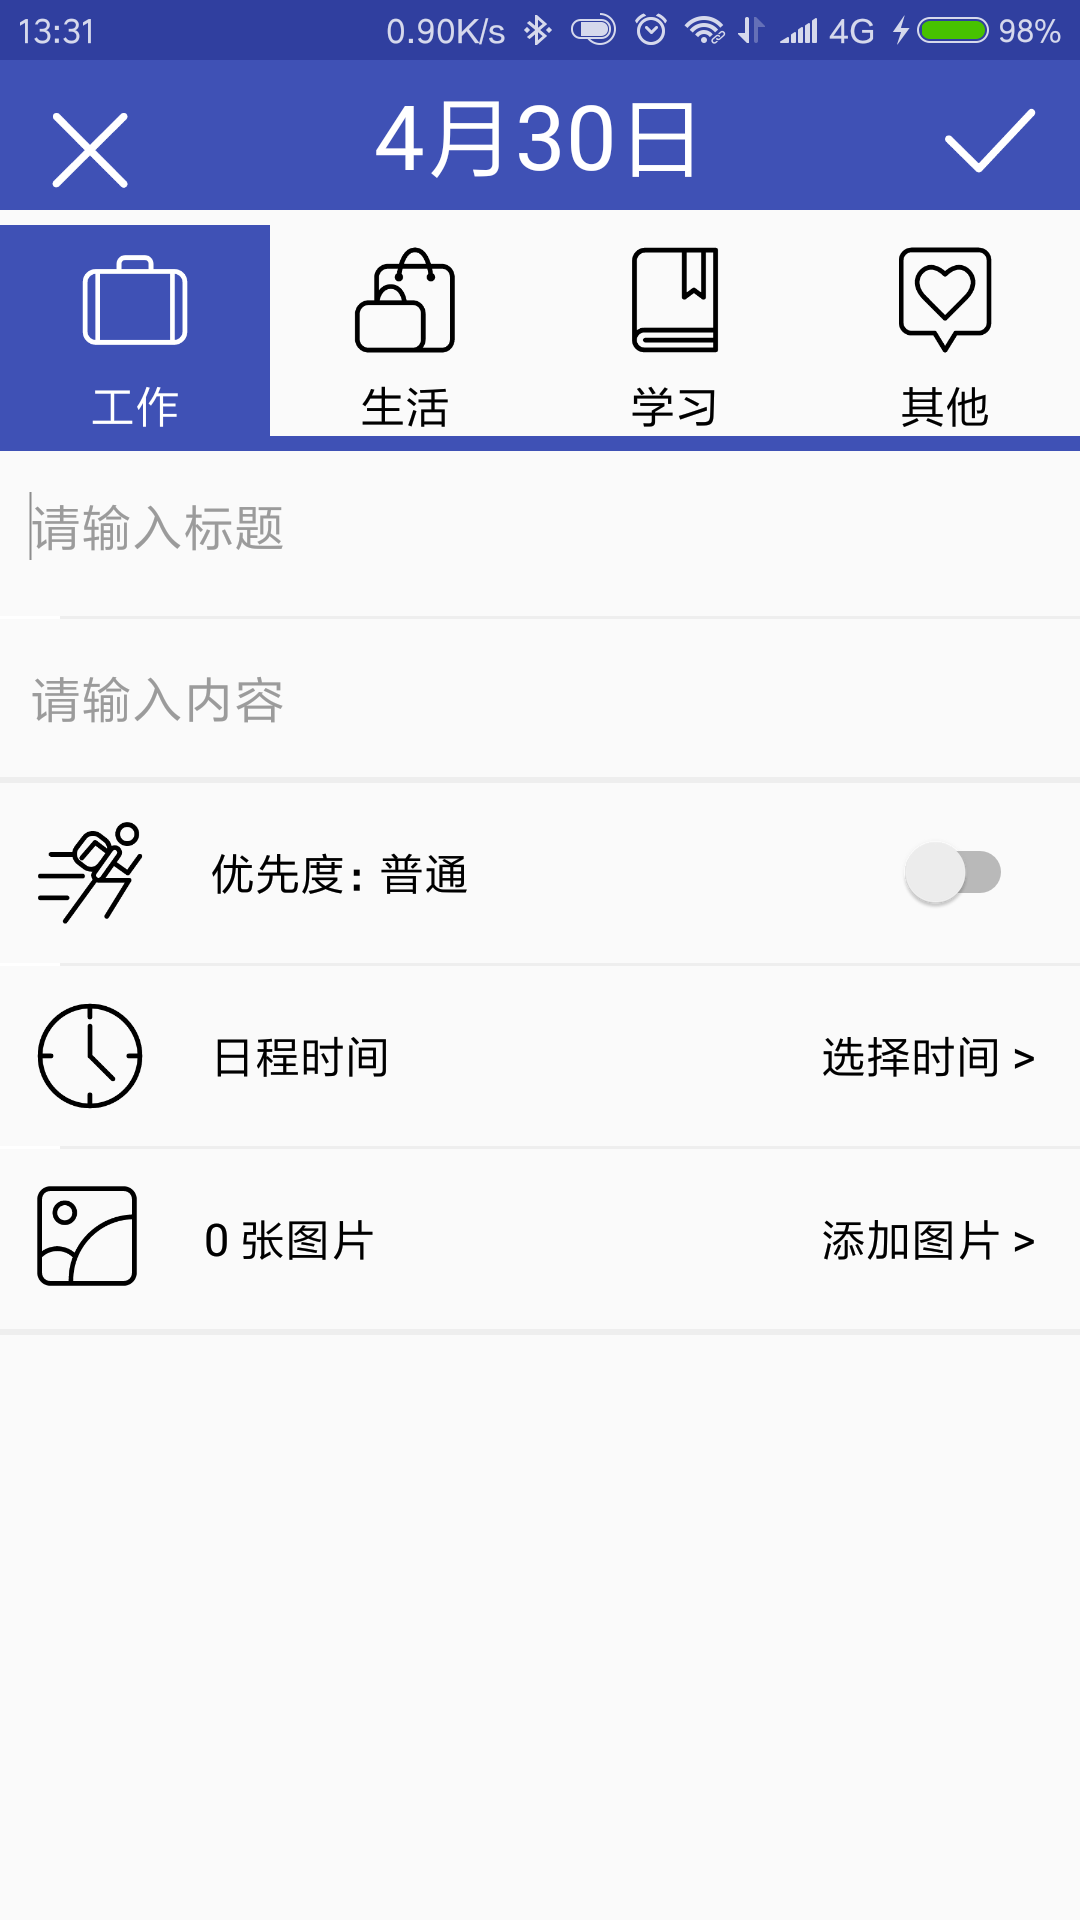 13:31 0.90K/s 4G 98%
4月30日
工作 生活 学习 其他
请输入标题
请输入内容
优先度: 普通
日程时间 选择时间 >
0 张图片 添加图片 >